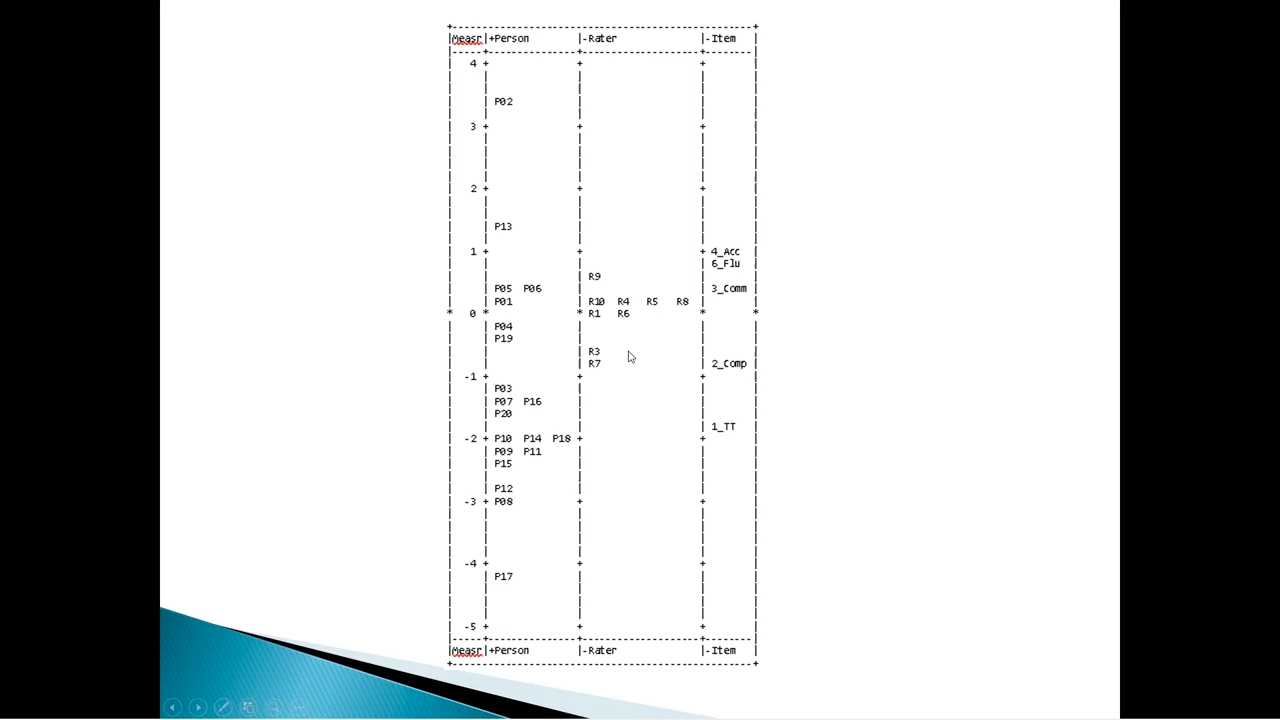 |Measr|+Person |-Rater |-Item |
4
P02
3
2
P13
1 4_Acc
6_Flu
R9
P05 P06 3_Comm
P01 R10 R4 R5 R8
* 0 * * R1 R6 * *
P04
P19
R3
R7 2_Comp
-1
P03
P07 P16
P20
1_TT
-2 P10 P14 P18
P09 P11
P15
P12
-3 P08
-4
P17
-5
|Measr|+Person |-Rater |-Item |